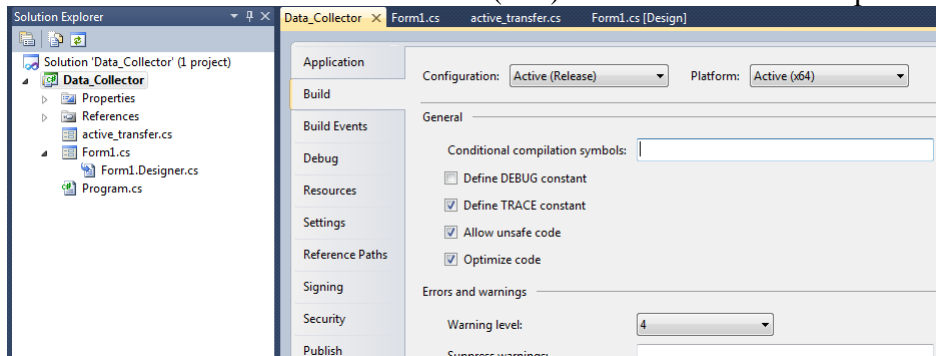 Solution Explorer
Solution 'Data_Collector' (1 project)
Data_Collector
Properties
References
active_transfer.cs
Form1.cs
Form1.Designer.cs
Program.cs
Data_Collector Form1.cs active_transfer.cs Form1.cs [Design]
Application
Build
Build Events
Debug
Resources
Settings
Reference Paths
Signing
Security
Publish
Configuration: Active (Release) Platform: Active (x64)
General
Conditional compilation symbols:
Define DEBUG constant
Define TRACE constant
Allow unsafe code
Optimize code
Errors and warnings
Warning level: 4
Suppress warnings: